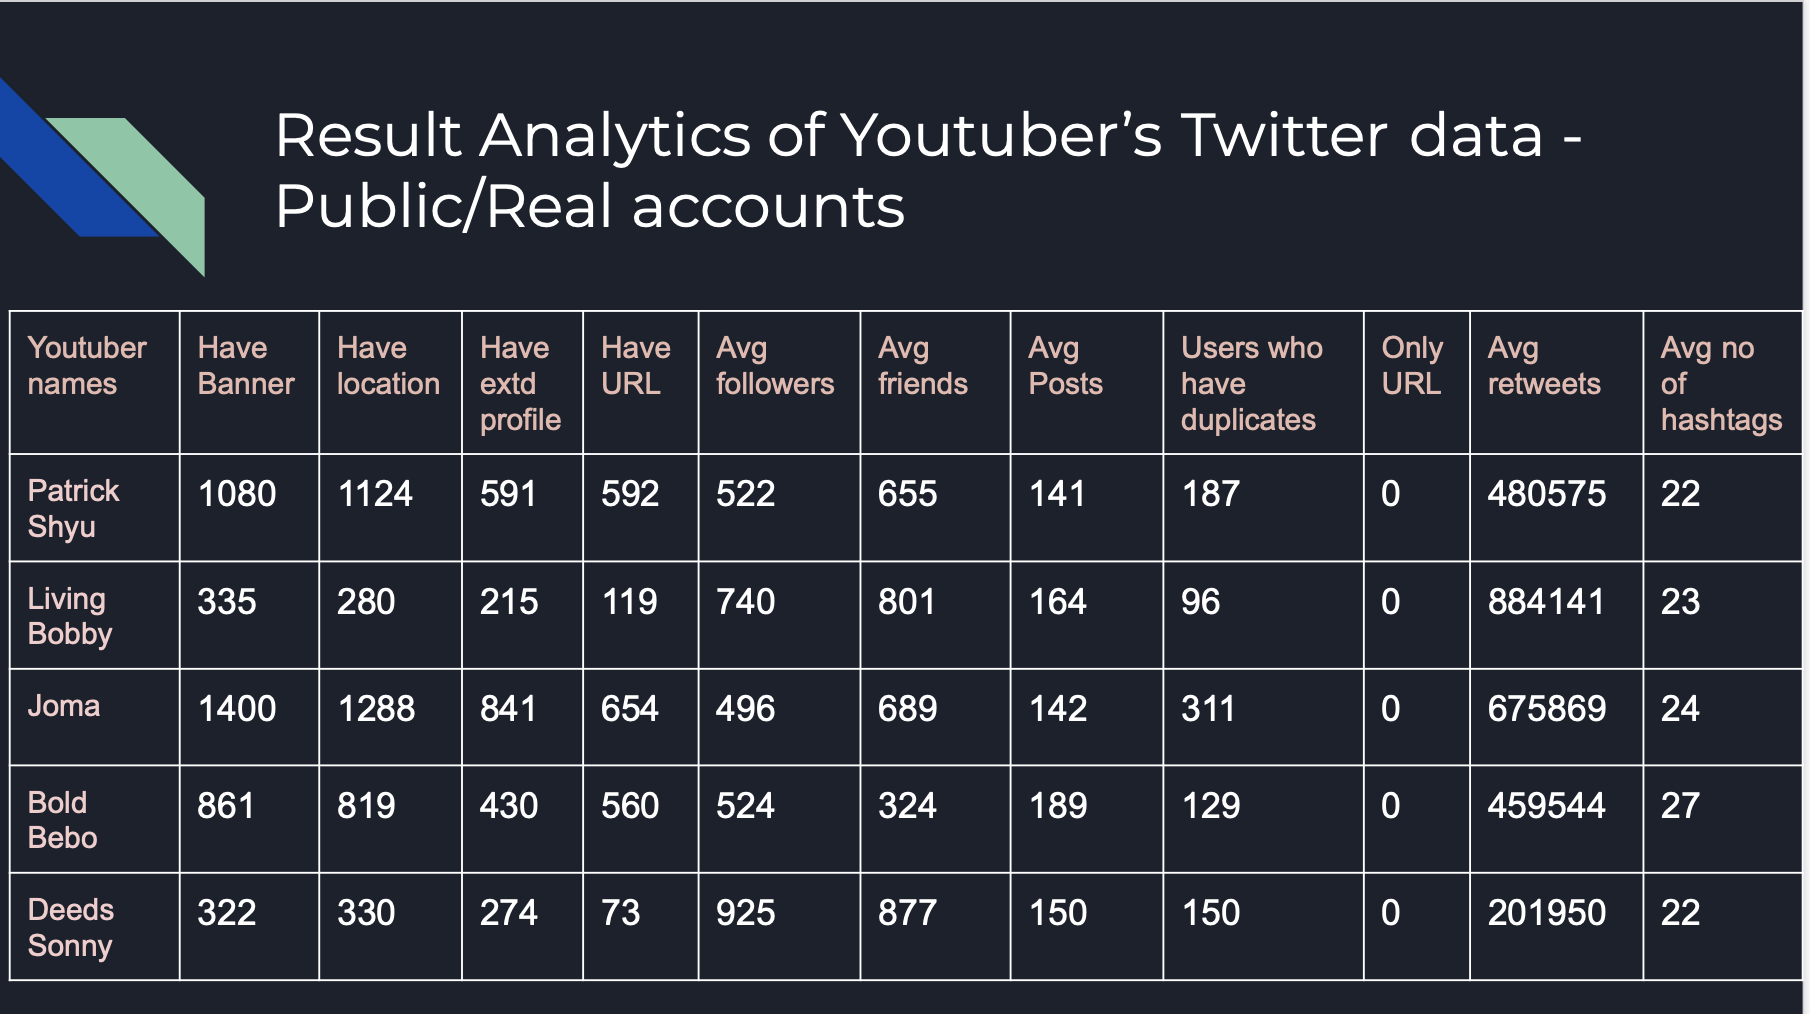 Result Analytics of Youtuber’s Twitter data -
Public/Real accounts
Youtuber names Have Banner Have location Have extd profile Have URL Avg followers Avg friends Avg Posts Users who have duplicates Only URL Avg retweets Avg no of hashtags
Patrick Shyu 1080 1124 591 592 522 655 141 187 0 480575 22
Living Bobby 335 280 215 119 740 801 164 96 0 884141 23
Joma 1400 1288 841 654 496 689 142 311 0 675869 24
Bold Bebo 861 819 430 560 524 324 189 129 0 459544 27
Deeds Sonny 322 330 274 73 925 877 150 150 0 201950 22